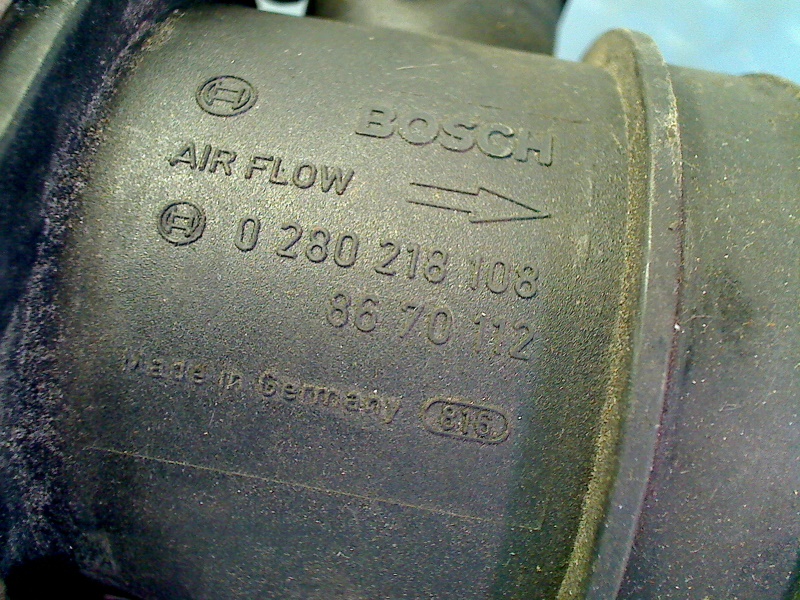 BOSCH
AIR FLOW
0 280 218 108
86 70 112
Made in Germany 815